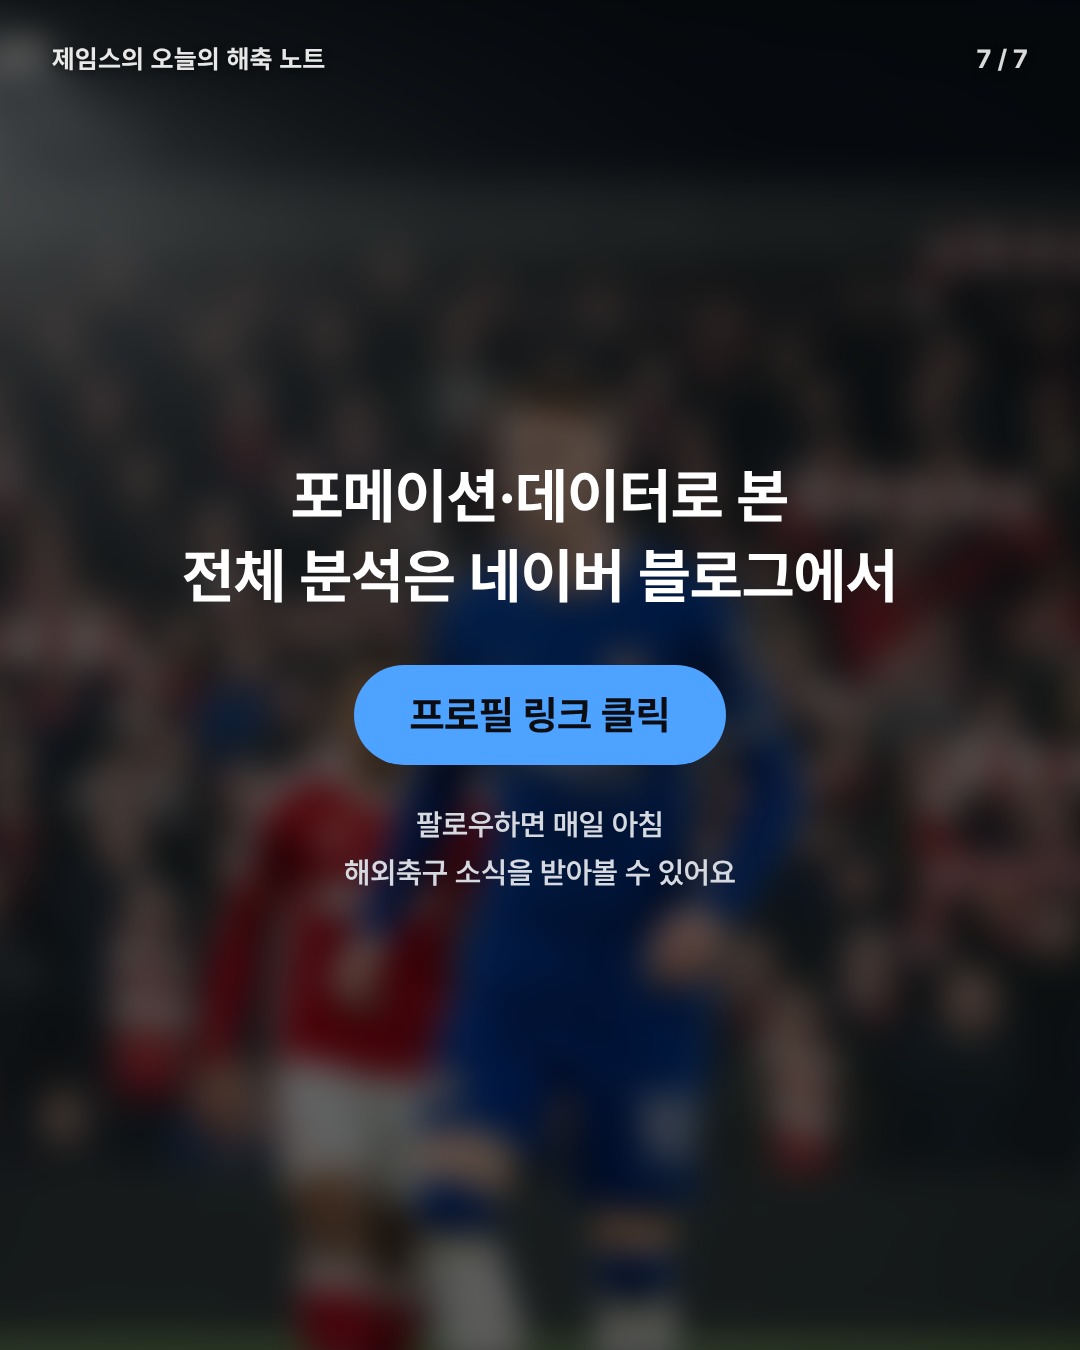 제임스의 오늘의 해축 노트
7 / 7
포메이션·데이터로 본
전체 분석은 네이버 블로그에서
프로필 링크 클릭
팔로우하면 매일 아침
해외축구 소식을 받아볼 수 있어요